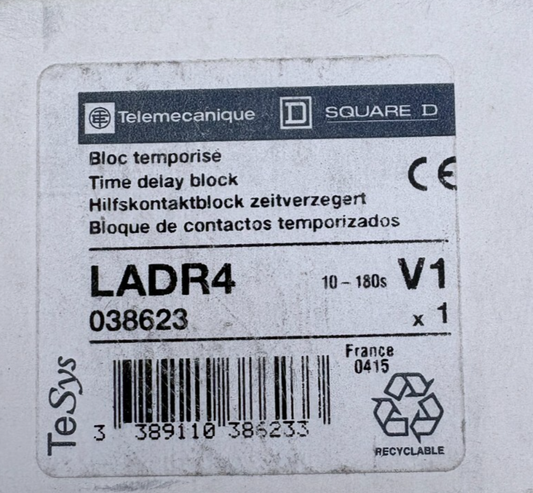 Telemecanique SQUARE D
Bloc temporisé
Time delay block
Hilfskontaktblock zeitverzegert
Bloque de contactos temporizados
CE
LADR4 10-180s V1
038623 x 1
France
0415
TeSys
3 389110 386233
RECYCLABLE